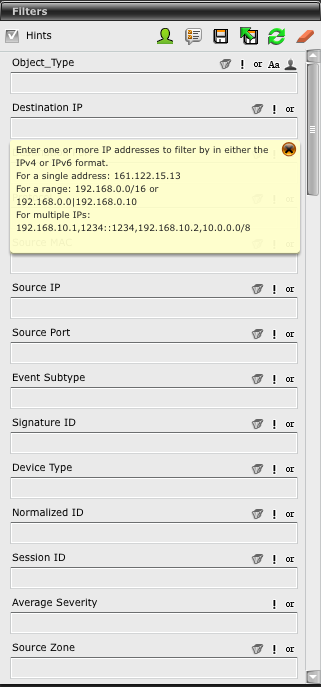 Filters
Hints
Object_Type ! or Aa
Destination IP ! or
Enter one or more IP addresses to filter by in either the
IPv4 or IPv6 format.
For a single address: 161.122.15.13
For a range: 192.168.0.0/16 or
192.168.0.0|192.168.0.10
For multiple IPs:
192.168.10.1,1234::1234,192.168.10.2,10.0.0.0/8
Source MAC
Source IP ! or
Source Port ! or
Event Subtype ! or
Signature ID ! or
Device Type ! or
Normalized ID ! or
Session ID ! or
Average Severity ! or
Source Zone ! or